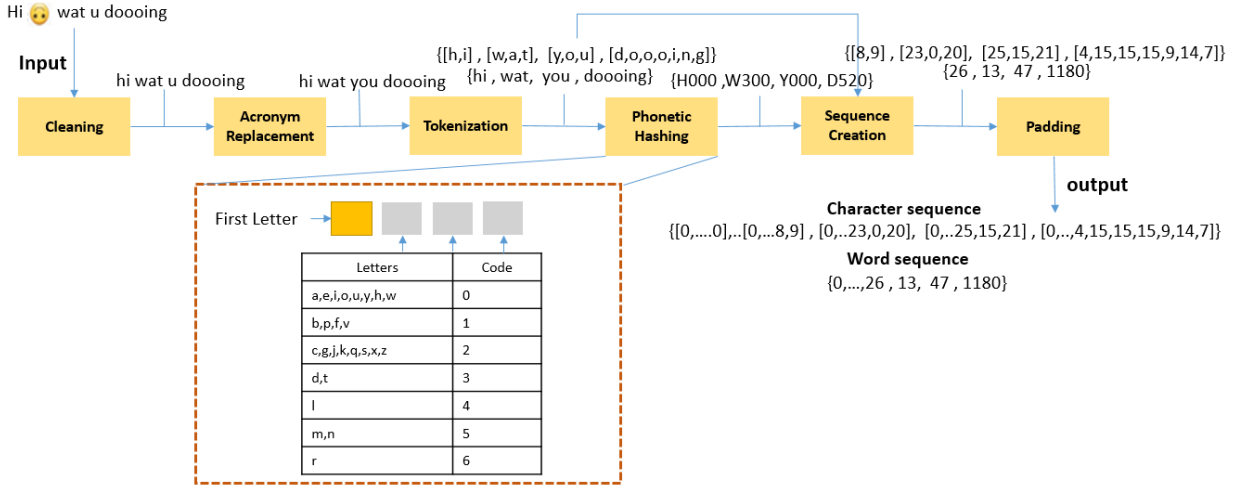 Hi 🙃 wat u doooing
Input
hi wat u doooing
hi wat you doooing
{[h,i] , [w,a,t], [y,o,u] , [d,o,o,o,i,n,g]}
{hi , wat, you , doooing}
{H000 ,W300, Y000, D520}
{[8,9] , [23,0,20], [25,15,21] , [4,15,15,15,9,14,7]}
{26 , 13, 47 , 1180}
Cleaning
Acronym
Replacement
Tokenization
Phonetic
Hashing
Sequence
Creation
Padding
output
First Letter
Letters Code
a,e,i,o,u,y,h,w 0
b,p,f,v 1
c,g,j,k,q,s,x,z 2
d,t 3
l 4
m,n 5
r 6
Character sequence
{[0,....0],..[0,...8,9] , [0,..23,0,20], [0,..25,15,21] , [0,..,4,15,15,15,9,14,7]}
Word sequence
{0,...,26 , 13, 47 , 1180}